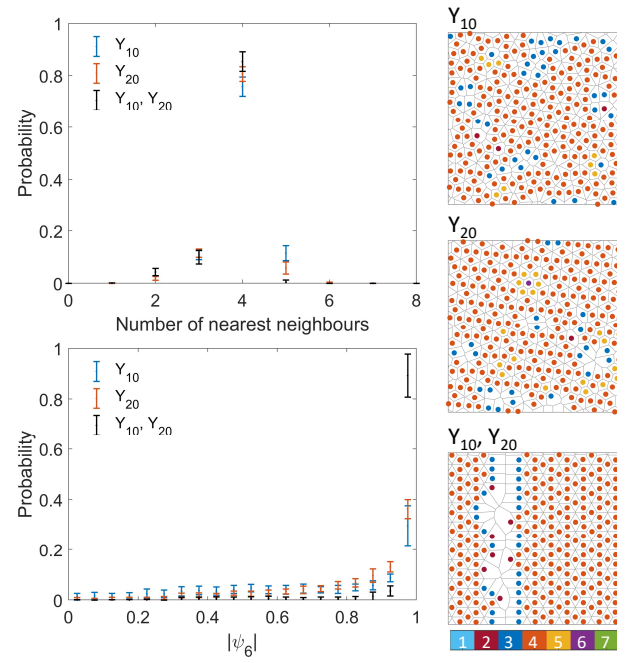 1
0.8
0.6
0.4
0.2
0
Probability
Y10
Y20
Y10, Y20
0 2 4 6 8
Number of nearest neighbours
1
0.8
0.6
0.4
0.2
0
Probability
Y10
Y20
Y10, Y20
0 0.2 0.4 0.6 0.8 1
|ψ6|
Y10
Y20
Y10, Y20
1 2 3 4 5 6 7